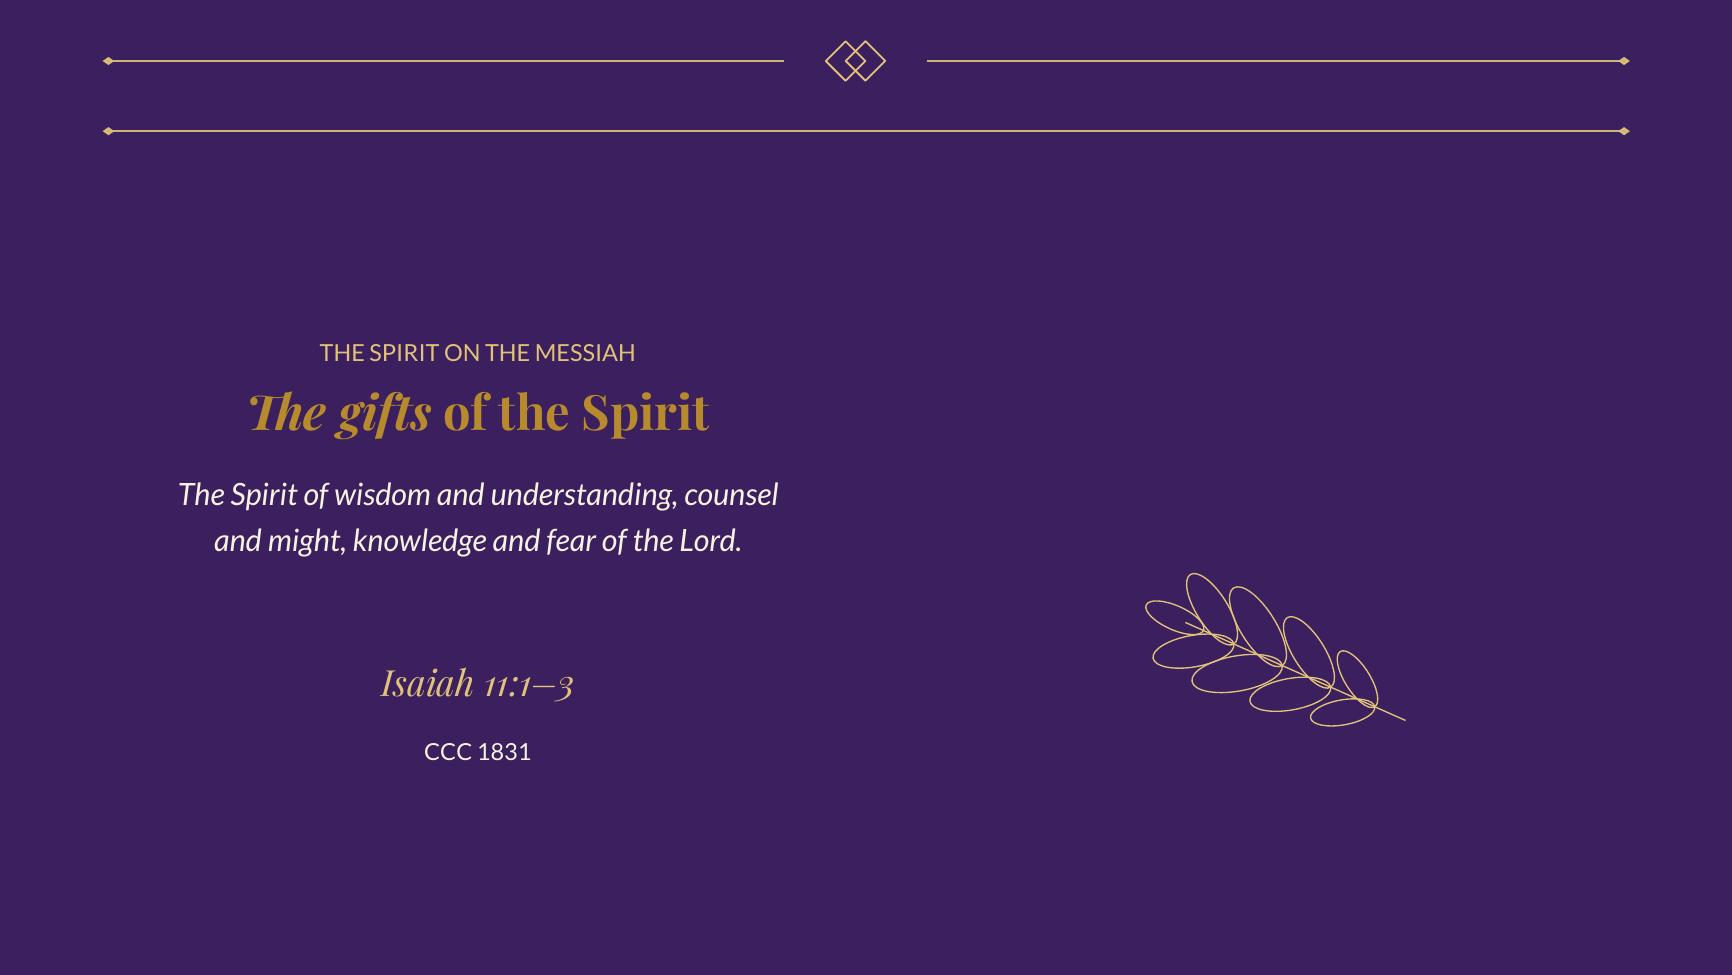 THE SPIRIT ON THE MESSIAH
The gifts of the Spirit
The Spirit of wisdom and understanding, counsel
and might, knowledge and fear of the Lord.
Isaiah 11:1–3
CCC 1831